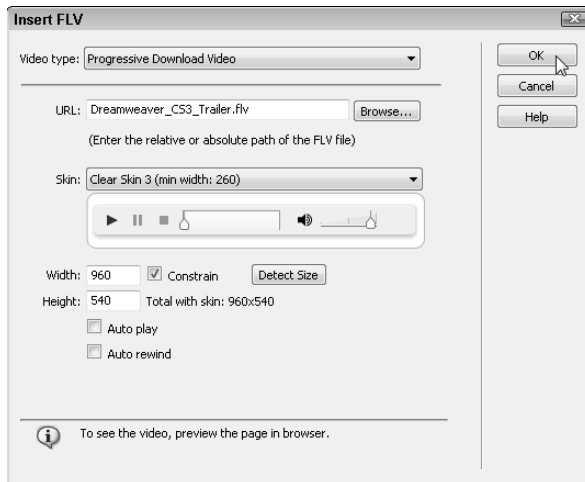 Insert FLV
Video type: Progressive Download Video
OK
Cancel
Help
URL: Dreamweaver_CS3_Trailer.flv Browse...
(Enter the relative or absolute path of the FLV file)
Skin: Clear Skin 3 (min width: 260)
Width: 960 Constrain Detect Size
Height: 540 Total with skin: 960x540
Auto play
Auto rewind
To see the video, preview the page in browser.